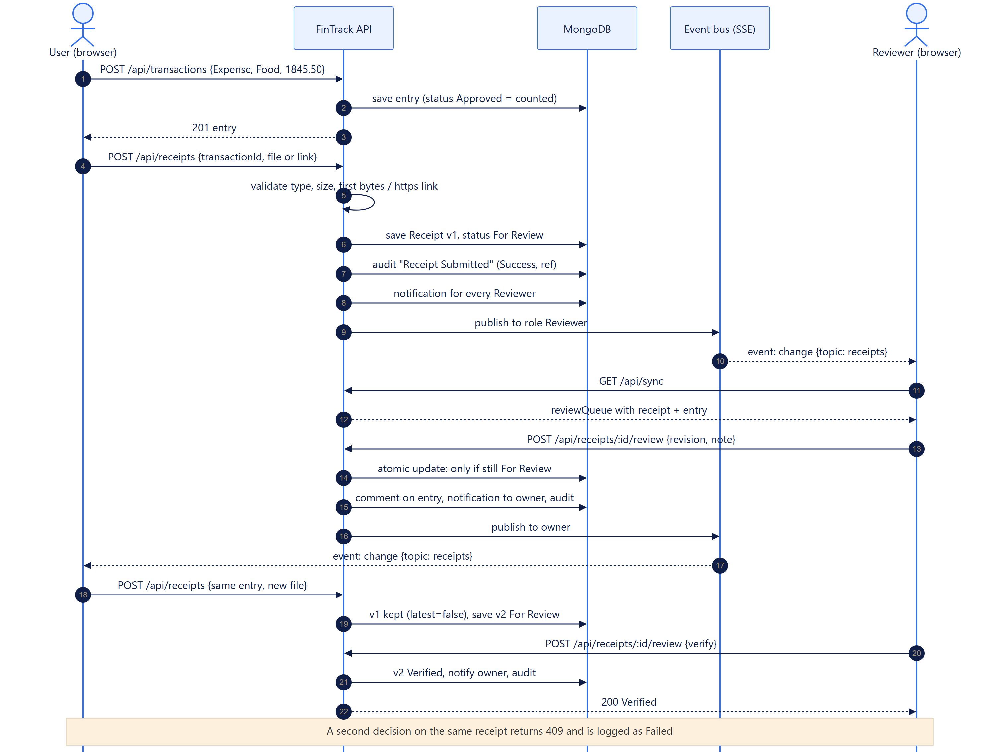 FinTrack API
MongoDB
Event bus (SSE)
User (browser)
Reviewer (browser)
POST /api/transactions {Expense, Food, 1845.50}
1
save entry (status Approved = counted)
2
201 entry
3
POST /api/receipts {transactionId, file or link}
4
validate type, size, first bytes / https link
5
save Receipt v1, status For Review
6
audit "Receipt Submitted" (Success, ref)
7
notification for every Reviewer
8
publish to role Reviewer
9
event: change {topic: receipts}
10
GET /api/sync
11
reviewQueue with receipt + entry
12
POST /api/receipts/:id/review {revision, note}
13
atomic update: only if still For Review
14
comment on entry, notification to owner, audit
15
publish to owner
16
event: change {topic: receipts}
17
POST /api/receipts {same entry, new file}
18
v1 kept (latest=false), save v2 For Review
19
POST /api/receipts/:id/review {verify}
20
v2 Verified, notify owner, audit
21
200 Verified
22
A second decision on the same receipt returns 409 and is logged as Failed